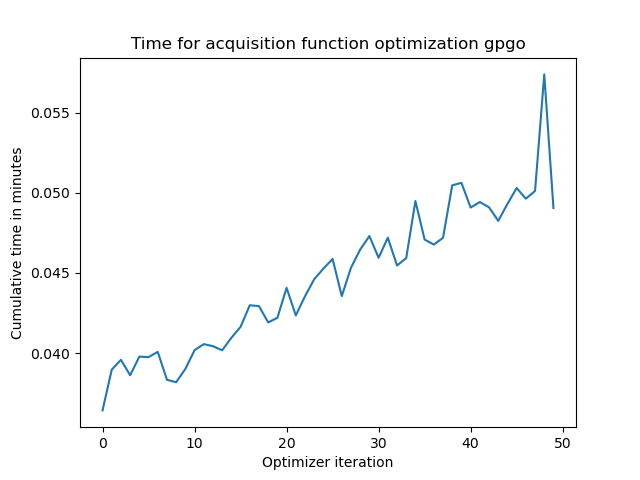 Time for acquisition function optimization gpgo
Cumulative time in minutes
0.055
0.050
0.045
0.040
0 10 20 30 40 50
Optimizer iteration